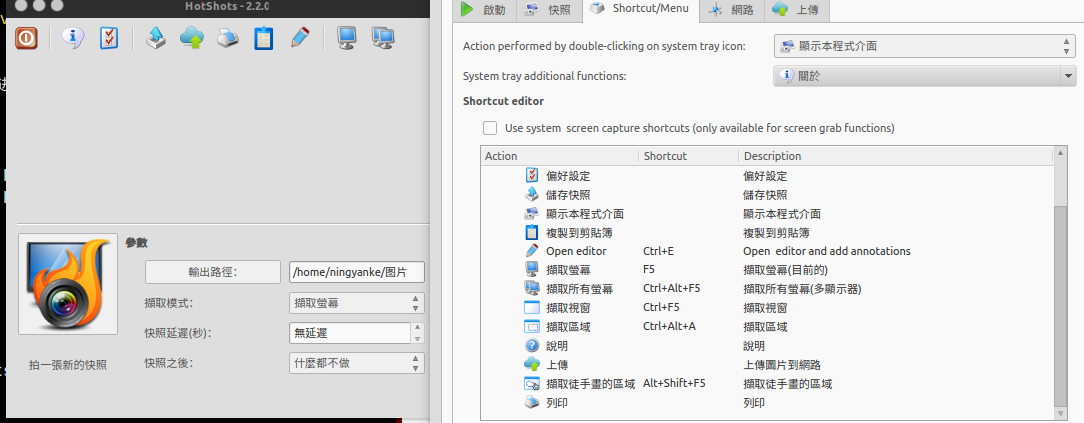 HotShots - 2.2.0
參數
輸出路徑：
/home/ningyanke/图片
擷取模式：
擷取螢幕
快照延遲(秒)：
無延遲
快照之後：
什麼都不做
拍一張新的快照
啟動 快照 Shortcut/Menu 網路 上傳
Action performed by double-clicking on system tray icon: 顯示本程式介面
System tray additional functions: 關於
Shortcut editor
Use system screen capture shortcuts (only available for screen grab functions)
Action Shortcut Description
偏好設定 偏好設定
儲存快照 儲存快照
顯示本程式介面 顯示本程式介面
複製到剪貼簿 複製到剪貼簿
Open editor Ctrl+E Open editor and add annotations
擷取螢幕 F5 擷取螢幕(目前的)
擷取所有螢幕 Ctrl+Alt+F5 擷取所有螢幕(多顯示器)
擷取視窗 Ctrl+F5 擷取視窗
擷取區域 Ctrl+Alt+A 擷取區域
說明 說明
上傳 上傳圖片到網路
擷取徒手畫的區域 Alt+Shift+F5 擷取徒手畫的區域
列印 列印